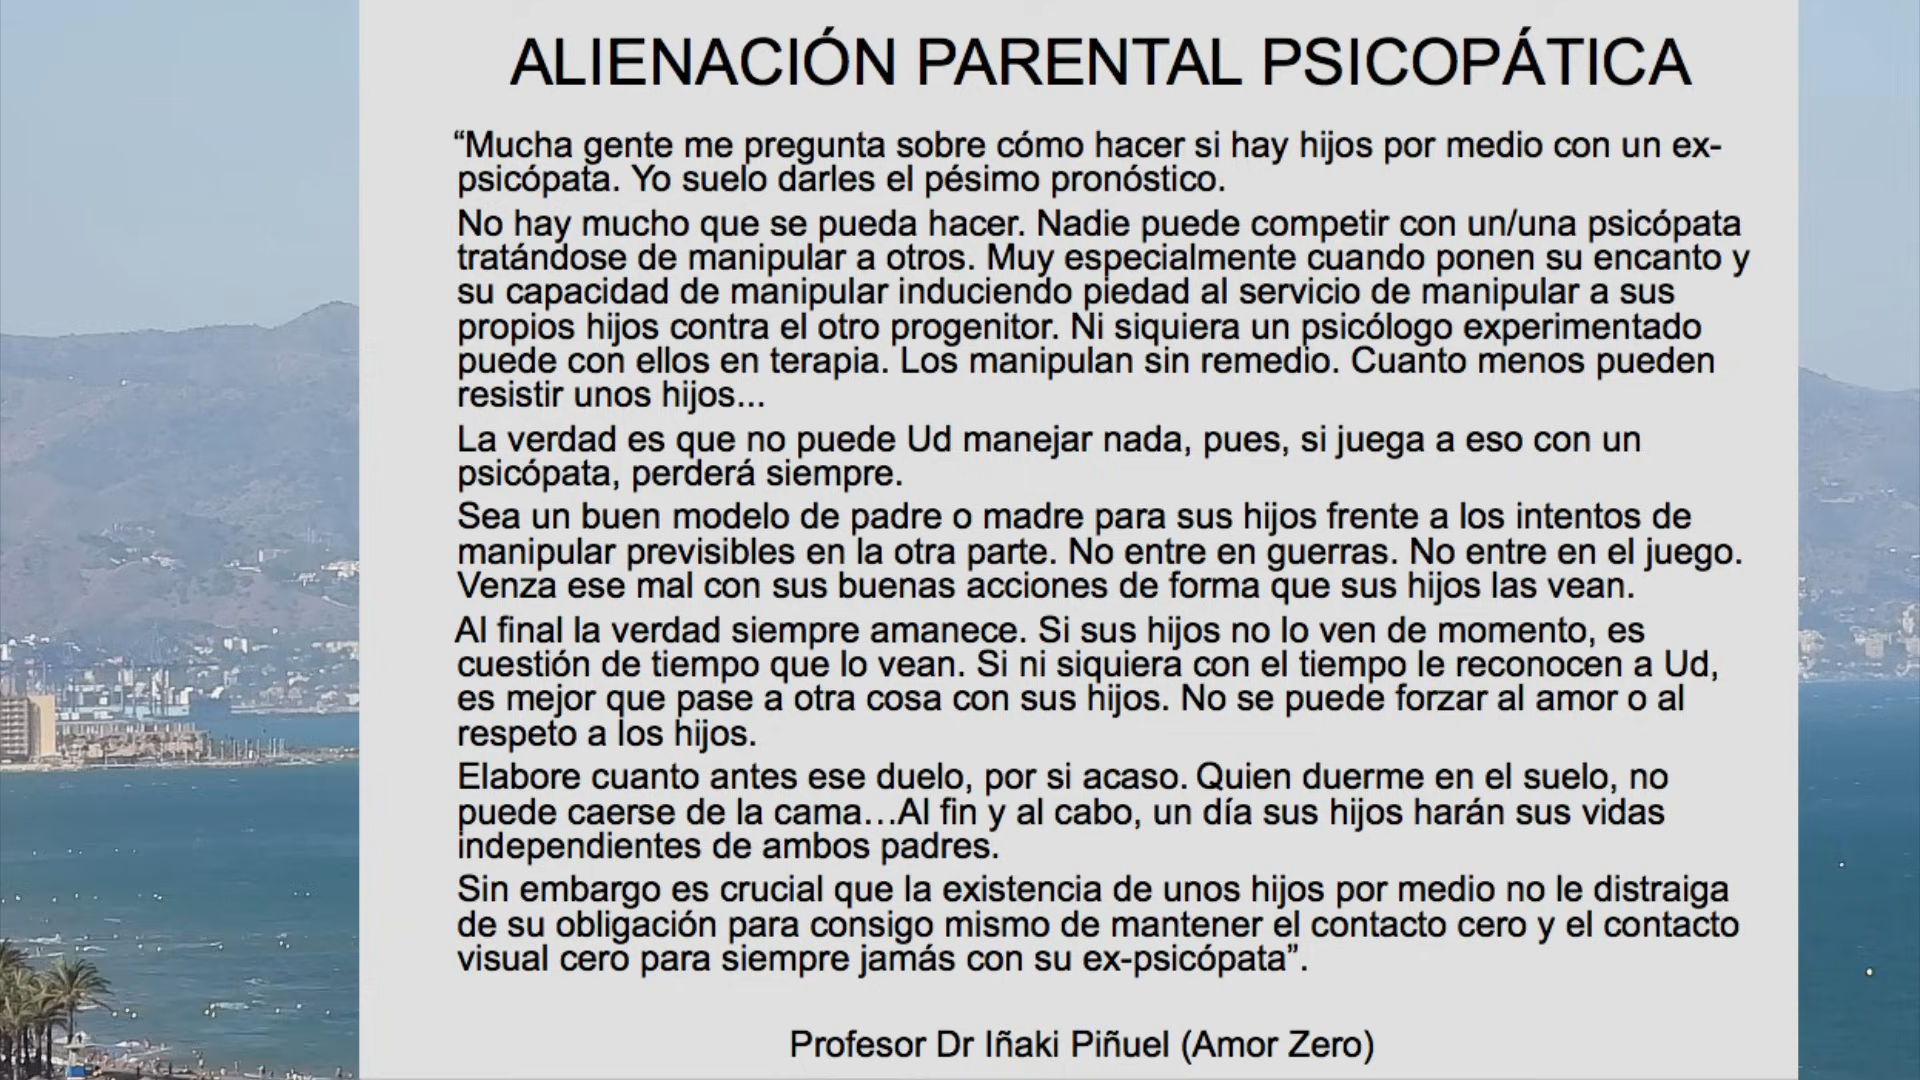 ALIENACIÓN PARENTAL PSICOPÁTICA
“Mucha gente me pregunta sobre cómo hacer si hay hijos por medio con un ex-
psicópata. Yo suelo darles el pésimo pronóstico.
No hay mucho que se pueda hacer. Nadie puede competir con un/una psicópata
tratándose de manipular a otros. Muy especialmente cuando ponen su encanto y
su capacidad de manipular induciendo piedad al servicio de manipular a sus
propios hijos contra el otro progenitor. Ni siquiera un psicólogo experimentado
puede con ellos en terapia. Los manipulan sin remedio. Cuanto menos pueden
resistir unos hijos...
La verdad es que no puede Ud manejar nada, pues, si juega a eso con un
psicópata, perderá siempre.
Sea un buen modelo de padre o madre para sus hijos frente a los intentos de
manipular previsibles en la otra parte. No entre en guerras. No entre en el juego.
Venza ese mal con sus buenas acciones de forma que sus hijos las vean.
Al final la verdad siempre amanece. Si sus hijos no lo ven de momento, es
cuestión de tiempo que lo vean. Si ni siquiera con el tiempo le reconocen a Ud,
es mejor que pase a otra cosa con sus hijos. No se puede forzar al amor o al
respeto a los hijos.
Elabore cuanto antes ese duelo, por si acaso. Quien duerme en el suelo, no
puede caerse de la cama…Al fin y al cabo, un día sus hijos harán sus vidas
independientes de ambos padres.
Sin embargo es crucial que la existencia de unos hijos por medio no le distraiga
de su obligación para consigo mismo de mantener el contacto cero y el contacto
visual cero para siempre jamás con su ex-psicópata”.
Profesor Dr Iñaki Piñuel (Amor Zero)